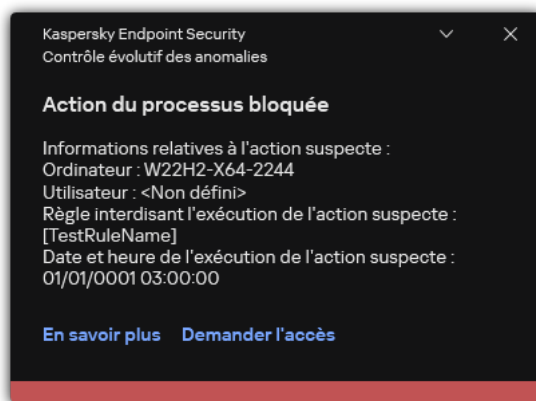 Kaspersky Endpoint Security
Contrôle évolutif des anomalies
Action du processus bloquée
Informations relatives à l'action suspecte :
Ordinateur : W22H2-X64-2244
Utilisateur : <Non défini>
Règle interdisant l'exécution de l'action suspecte :
[TestRuleName]
Date et heure de l'exécution de l'action suspecte :
01/01/0001 03:00:00
En savoir plus Demander l'accès